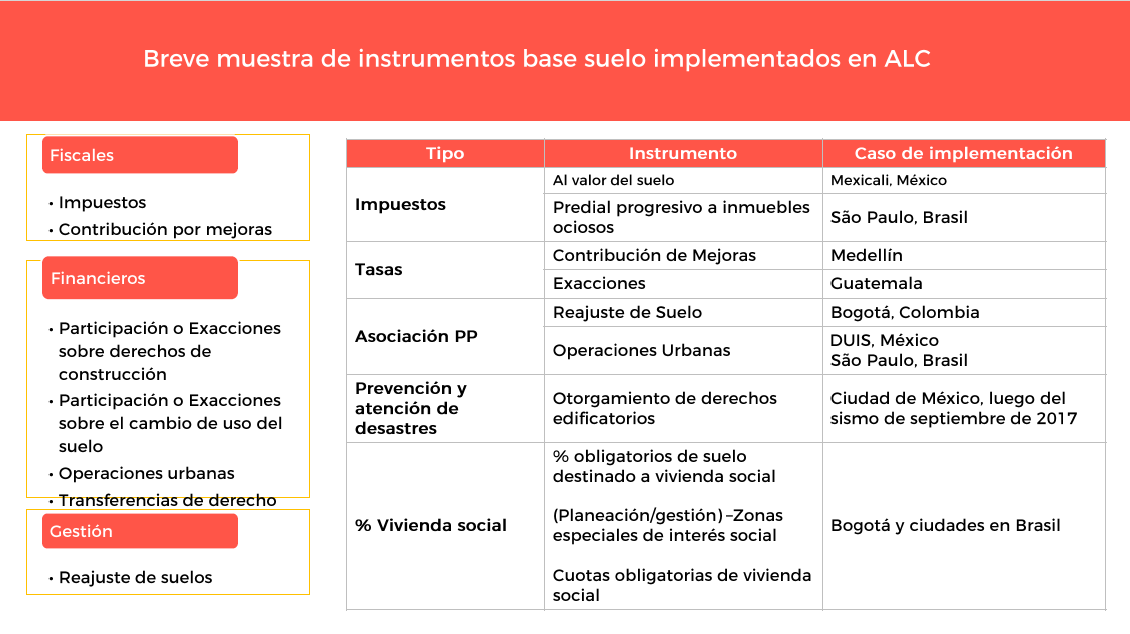 Breve muestra de instrumentos base suelo implementados en ALC
Fiscales
• Impuestos
• Contribución por mejoras
Financieros
• Participación o Exacciones
sobre derechos de
construcción
• Participación o Exacciones
sobre el cambio de uso del
suelo
• Operaciones urbanas
• Transferencias de derecho
Gestión
• Reajuste de suelos
Tipo
Instrumento
Caso de implementación
Impuestos
Al valor del suelo
Mexicali, México
Predial progresivo a inmuebles
ociosos
São Paulo, Brasil
Tasas
Contribución de Mejoras
Medellín
Exacciones
Guatemala
Asociación PP
Reajuste de Suelo
Bogotá, Colombia
Operaciones Urbanas
DUIS, México
São Paulo, Brasil
Prevención y
atención de
desastres
Otorgamiento de derechos
edificatorios
Ciudad de México, luego del
sismo de septiembre de 2017
% Vivienda social
% obligatorios de suelo
destinado a vivienda social
(Planeación/gestión) –Zonas
especiales de interés social
Cuotas obligatorias de vivienda
social
Bogotá y ciudades en Brasil